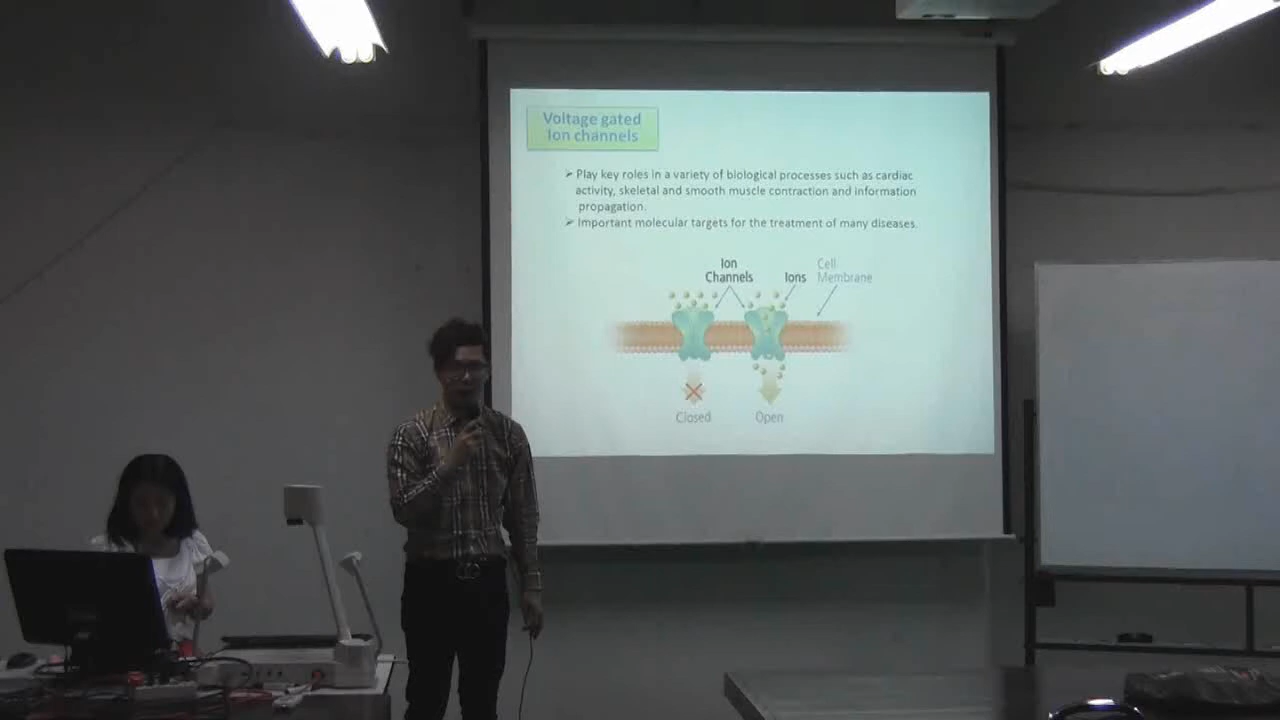 Voltage gated
Ion channels
➢ Play key roles in a variety of biological processes such as cardiac
activity, skeletal and smooth muscle contraction and information
propagation.
➢ Important molecular targets for the treatment of many diseases.
Ion
Channels
Ions
Cell
Membrane
Closed
Open